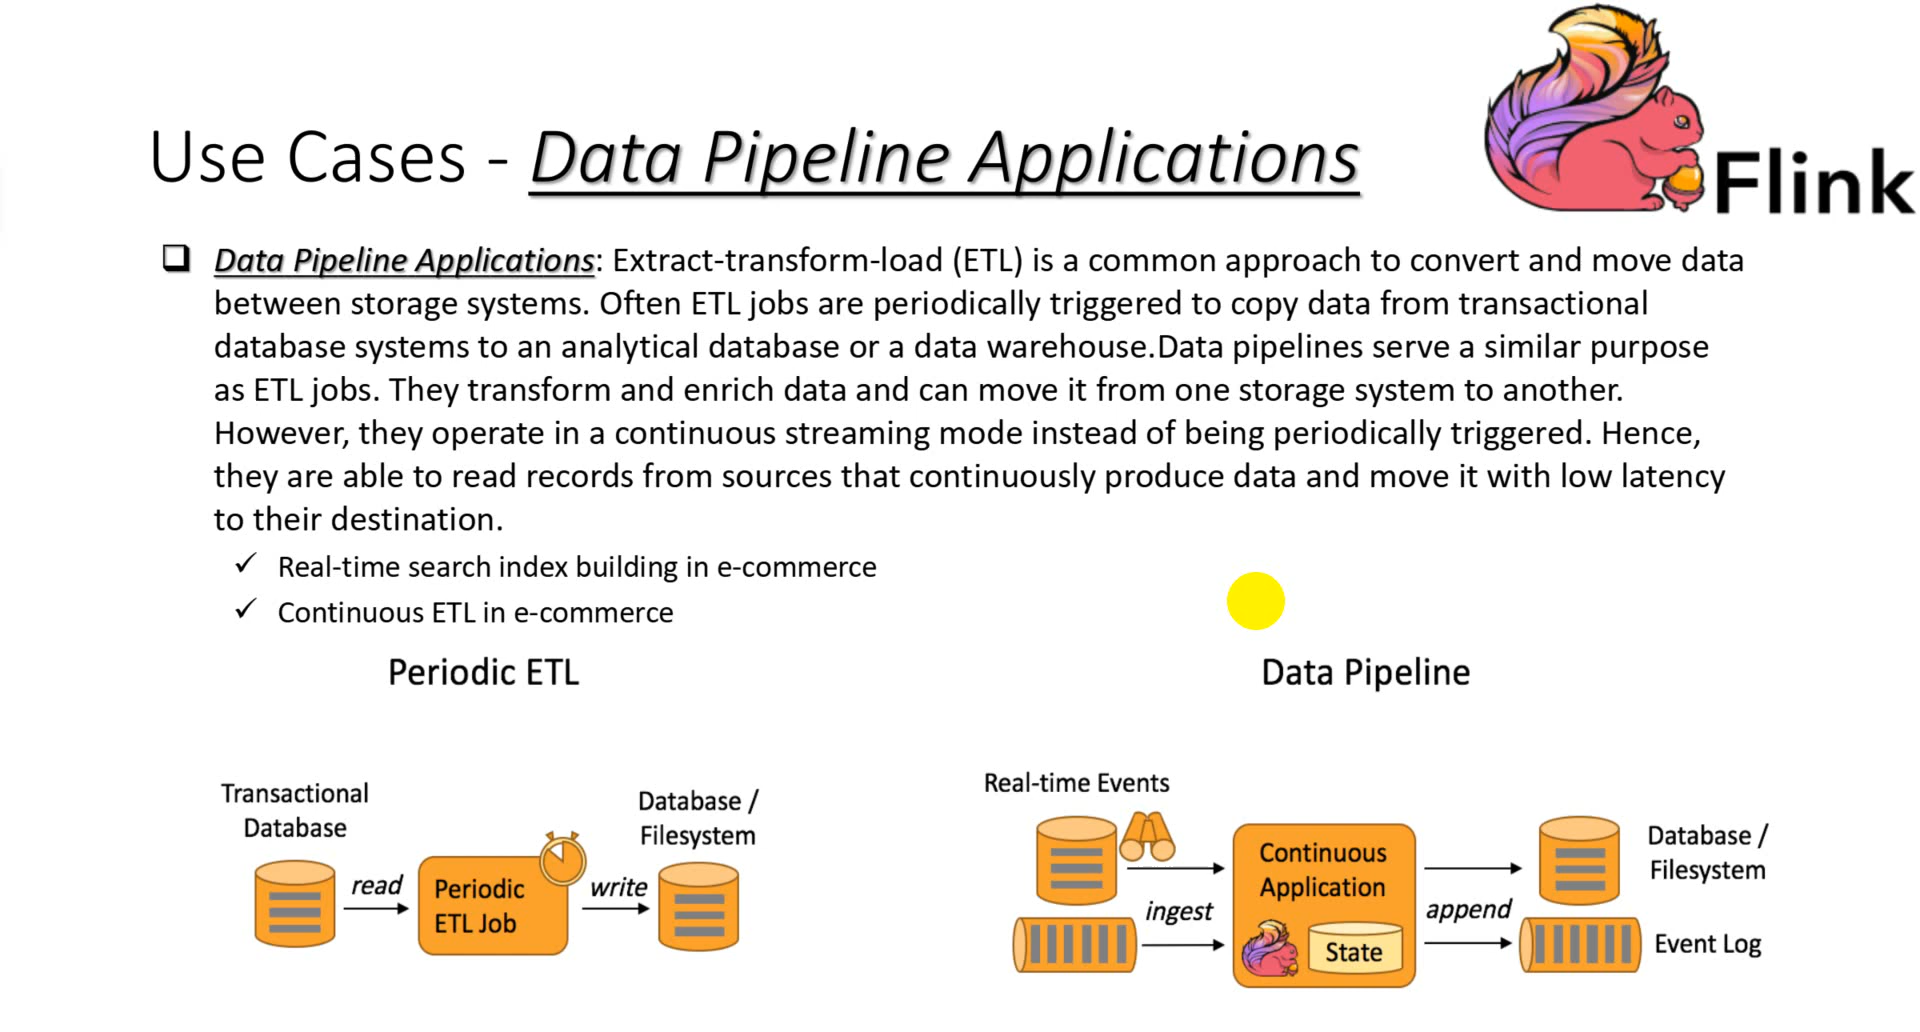 Flink
Use Cases - Data Pipeline Applications
Data Pipeline Applications: Extract-transform-load (ETL) is a common approach to convert and move data
between storage systems. Often ETL jobs are periodically triggered to copy data from transactional
database systems to an analytical database or a data warehouse.Data pipelines serve a similar purpose
as ETL jobs. They transform and enrich data and can move it from one storage system to another.
However, they operate in a continuous streaming mode instead of being periodically triggered. Hence,
they are able to read records from sources that continuously produce data and move it with low latency
to their destination.
Real-time search index building in e-commerce
Continuous ETL in e-commerce
Periodic ETL
Transactional
Database
read
Periodic
ETL Job
write
Database /
Filesystem
Data Pipeline
Real-time Events
ingest
Continuous
Application
State
append
Database /
Filesystem
Event Log